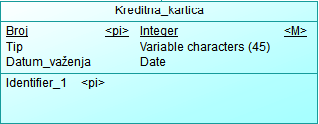 Kreditna_kartica
Broj <pi> Integer <M>
Tip Variable characters (45)
Datum_važenja Date
Identifier_1 <pi>